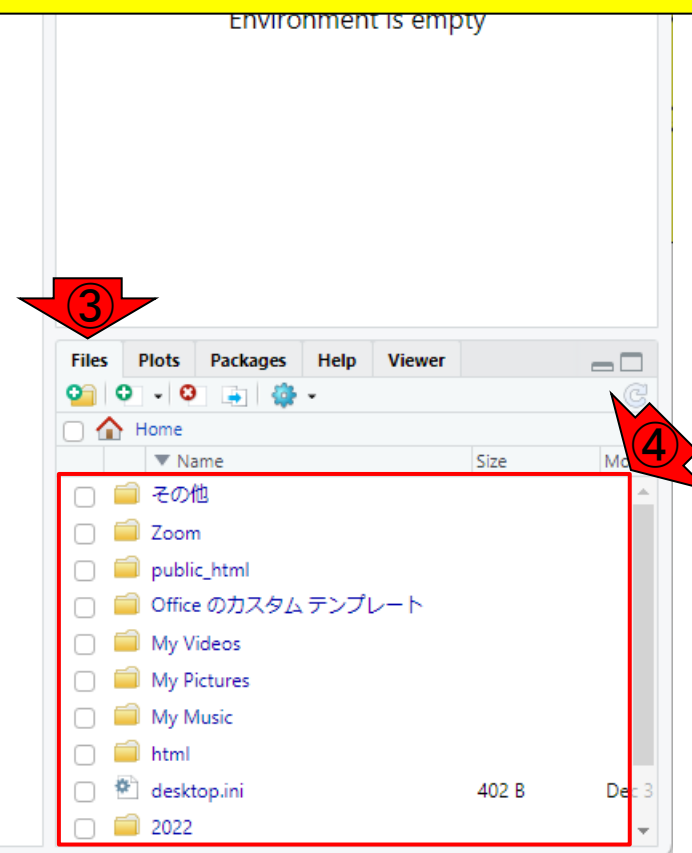 Environment is empty
③
Files Plots Packages Help Viewer
④
Home
Name Size Mo
その他
Zoom
public_html
Office のカスタム テンプレート
My Videos
My Pictures
My Music
html
desktop.ini 402 B Dec 3
2022